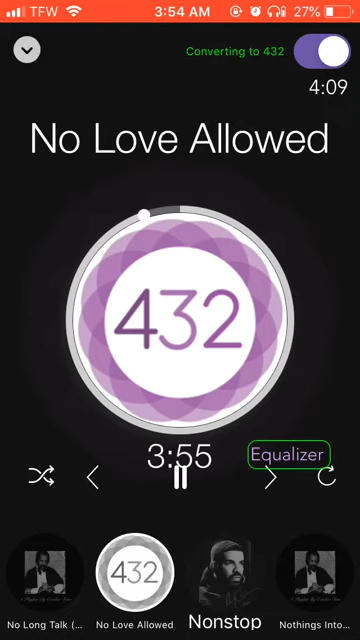 TFW 3:54 AM 27%
Converting to 432
4:09
No Love Allowed
432
3:55
Equalizer
432
No Long Talk (...
No Love Allowed
Nonstop
Nothings Into...